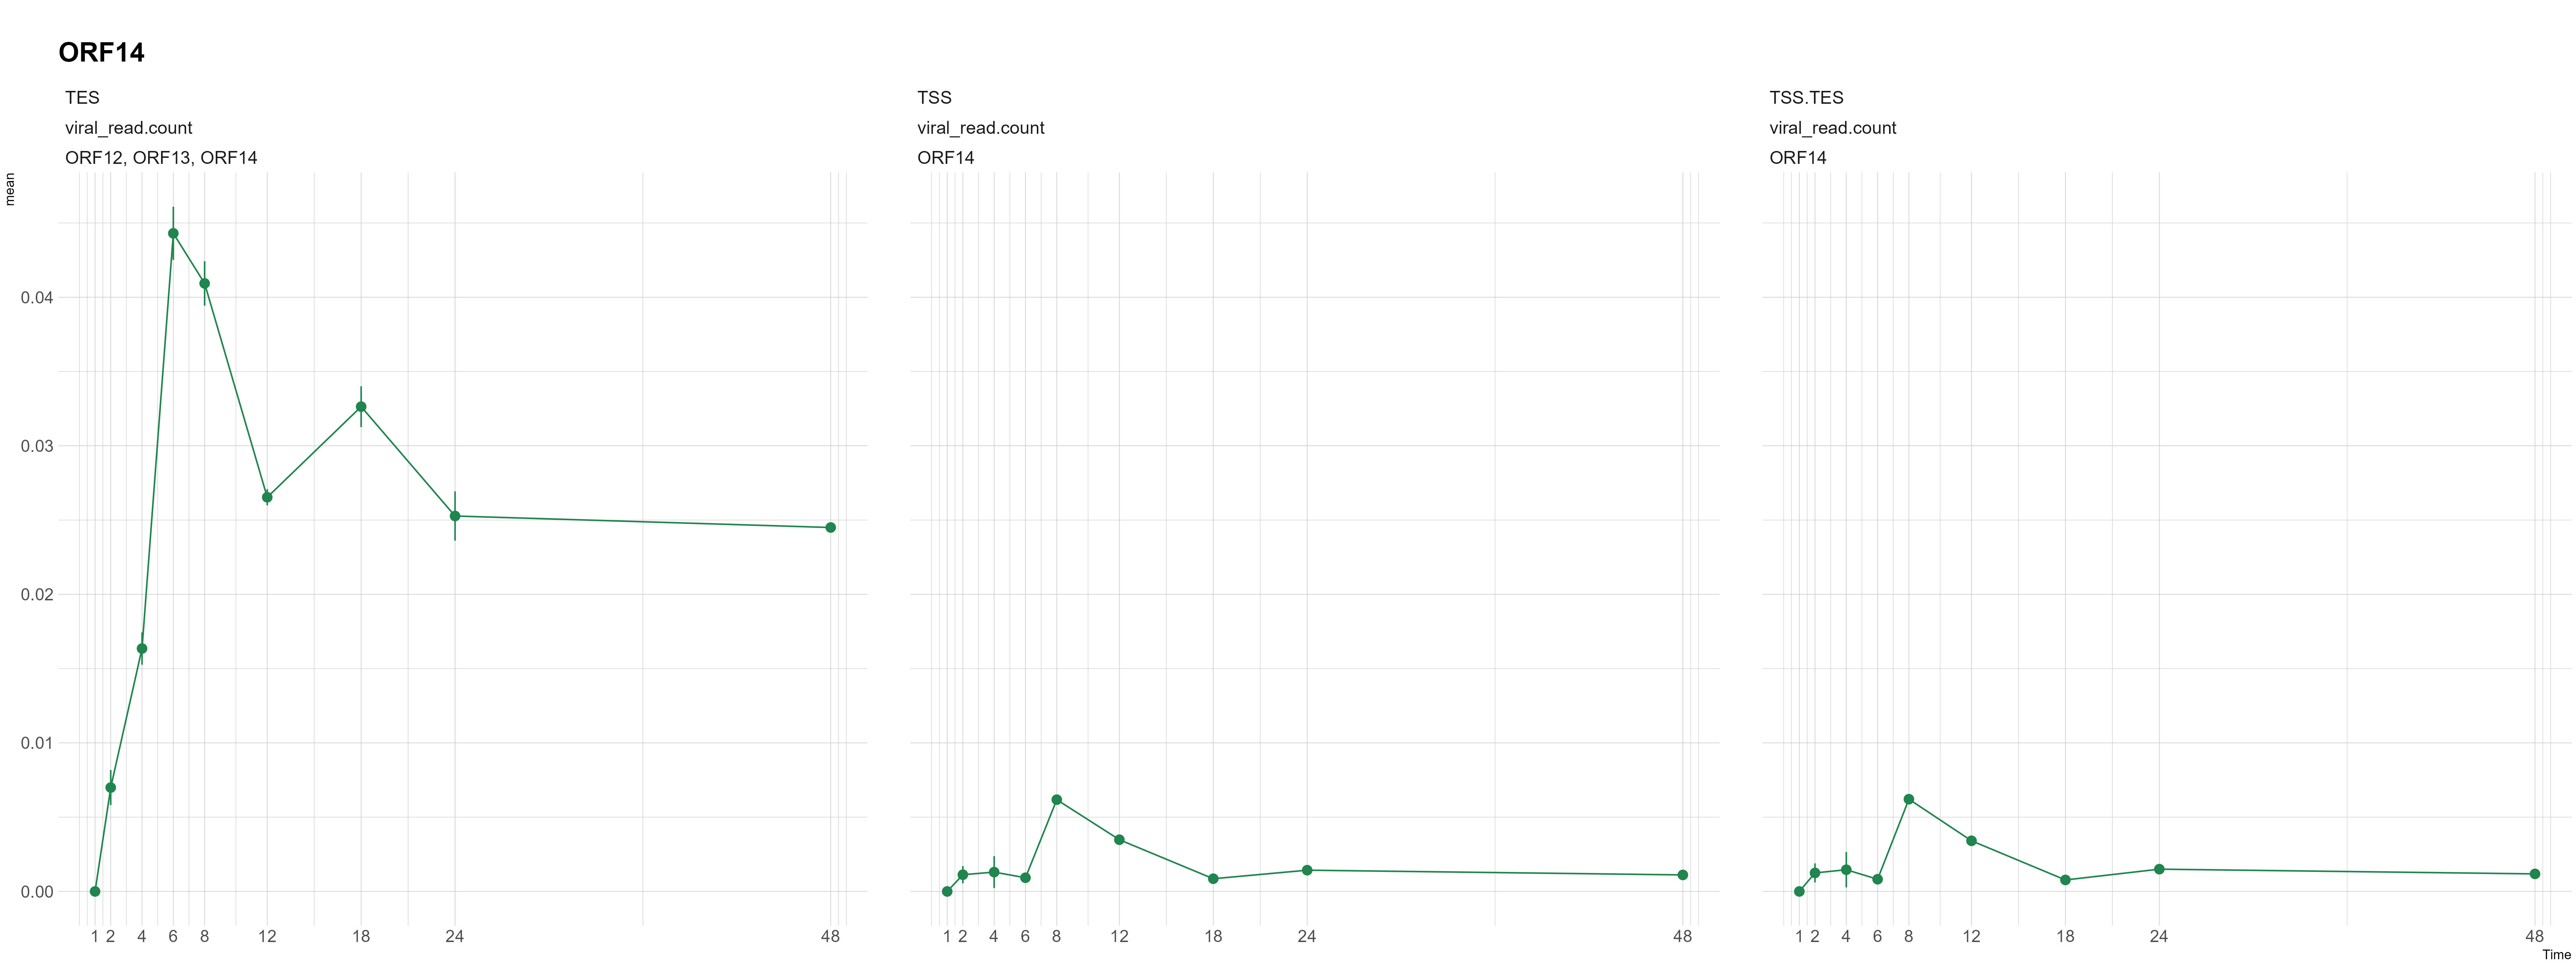 ORF14
TES
viral_read.count
ORF12, ORF13, ORF14
TSS
viral_read.count
ORF14
TSS.TES
viral_read.count
ORF14
mean
0.04
0.03
0.02
0.01
0.00
1 2 4 6 8 12 18 24 48
1 2 4 6 8 12 18 24 48
1 2 4 6 8 12 18 24 48
Time